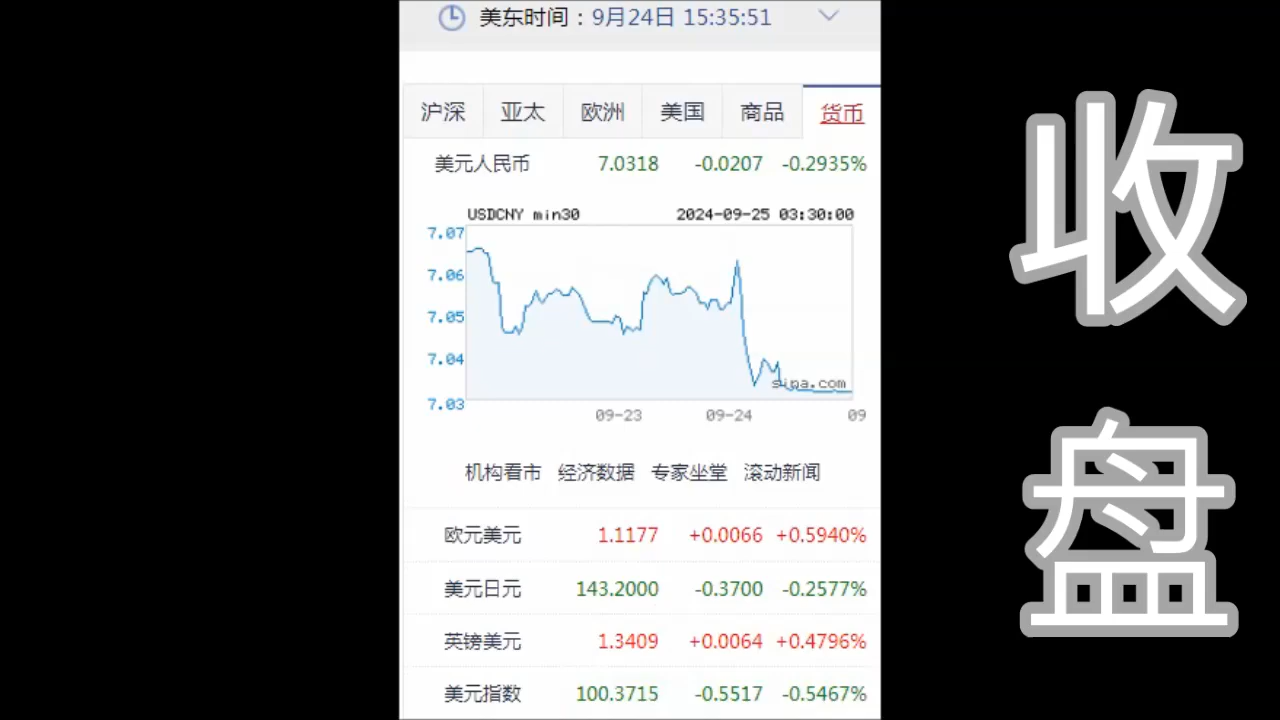 美东时间：9月24日 15:35:51
沪深 亚太 欧洲 美国 商品 货币
美元人民币 7.0318 -0.0207 -0.2935%
USDCNY min30 2024-09-25 03:30:00
7.07
7.06
7.05
7.04
7.03
sina.com
09-23 09-24 09
机构看市 经济数据 专家坐堂 滚动新闻
欧元美元 1.1177 +0.0066 +0.5940%
美元日元 143.2000 -0.3700 -0.2577%
英镑美元 1.3409 +0.0064 +0.4796%
美元指数 100.3715 -0.5517 -0.5467%
收
盘